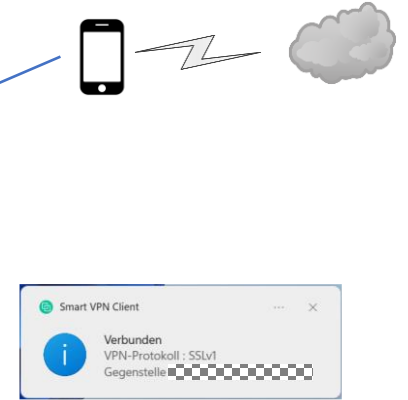 Smart VPN Client
Verbunden
VPN-Protokoll : SSLv1
Gegenstelle